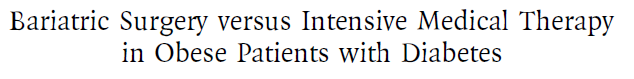 Bariatric Surgery versus Intensive Medical Therapy
in Obese Patients with Diabetes